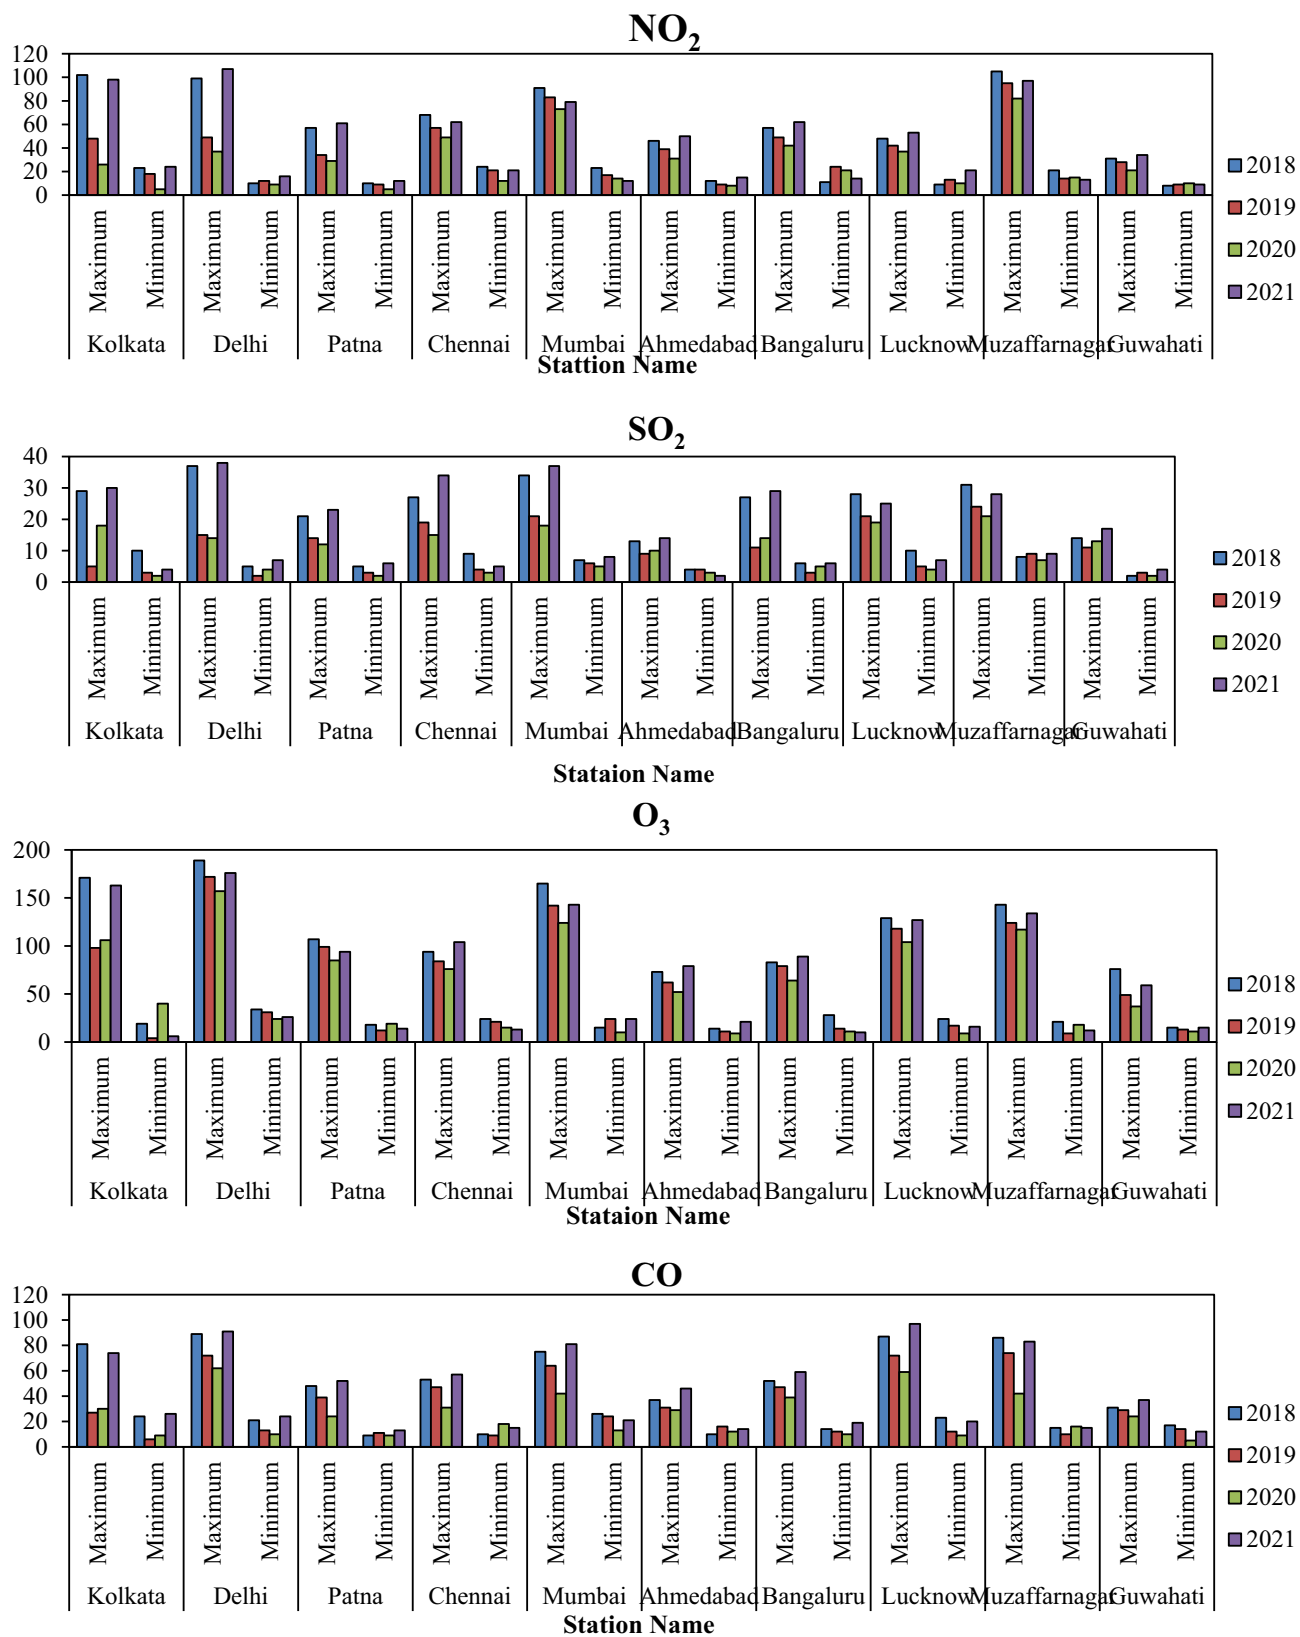 NO₂
120
100
80
60
40
20
0
Maximum Minimum Maximum Minimum Maximum Minimum Maximum Minimum Maximum Minimum Maximum Minimum Maximum Minimum Maximum Minimum Maximum Minimum Maximum Minimum
Kolkata Delhi Patna Chennai Mumbai Ahmedabad Bangaluru Lucknow Muzaffarnagar Guwahati
Stattion Name
2018
2019
2020
2021
SO₂
40
30
20
10
0
Maximum Minimum Maximum Minimum Maximum Minimum Maximum Minimum Maximum Minimum Maximum Minimum Maximum Minimum Maximum Minimum Maximum Minimum Maximum Minimum
Kolkata Delhi Patna Chennai Mumbai Ahmedabad Bangaluru Lucknow Muzaffarnagar Guwahati
Stataion Name
2018
2019
2020
2021
O₃
200
150
100
50
0
Maximum Minimum Maximum Minimum Maximum Minimum Maximum Minimum Maximum Minimum Maximum Minimum Maximum Minimum Maximum Minimum Maximum Minimum Maximum Minimum
Kolkata Delhi Patna Chennai Mumbai Ahmedabad Bangaluru Lucknow Muzaffarnagar Guwahati
Stataion Name
2018
2019
2020
2021
CO
120
100
80
60
40
20
0
Maximum Minimum Maximum Minimum Maximum Minimum Maximum Minimum Maximum Minimum Maximum Minimum Maximum Minimum Maximum Minimum Maximum Minimum Maximum Minimum
Kolkata Delhi Patna Chennai Mumbai Ahmedabad Bangaluru Lucknow Muzaffarnagar Guwahati
Station Name
2018
2019
2020
2021